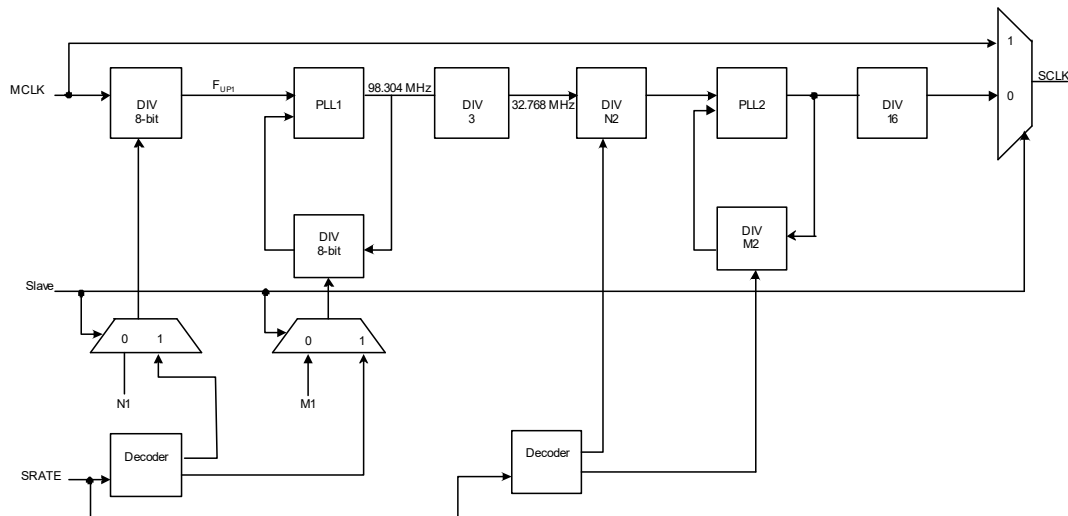 MCLK
DIV
8-bit
FUP1
PLL1
98.304 MHz
DIV
3
32.768 MHz
DIV
N2
PLL2
DIV
16
1
0
SCLK
DIV
8-bit
DIV
M2
Slave
0 1
0 1
N1
M1
Decoder
Decoder
SRATE